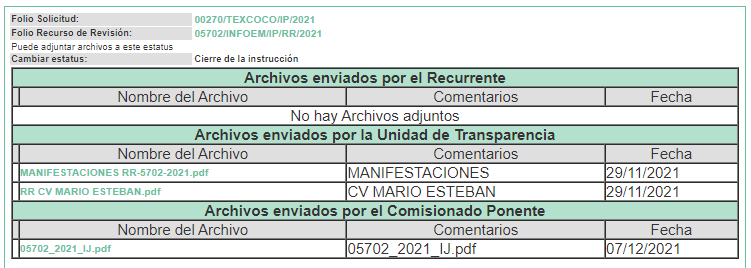 Folio Solicitud: 00270/TEXCOCO/IP/2021
Folio Recurso de Revisión: 05702/INFOEM/IP/RR/2021
Puede adjuntar archivos a este estatus
Cambiar estatus: Cierre de la instrucción
Archivos enviados por el Recurrente
Nombre del Archivo Comentarios Fecha
No hay Archivos adjuntos
Archivos enviados por la Unidad de Transparencia
Nombre del Archivo Comentarios Fecha
MANIFESTACIONES RR-5702-2021.pdf MANIFESTACIONES 29/11/2021
RR CV MARIO ESTEBAN.pdf CV MARIO ESTEBAN 29/11/2021
Archivos enviados por el Comisionado Ponente
Nombre del Archivo Comentarios Fecha
05702_2021_IJ.pdf 05702_2021_IJ.pdf 07/12/2021